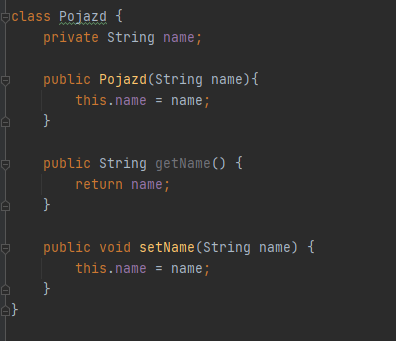 class Pojazd {
    private String name;

    public Pojazd(String name){
        this.name = name;
    }

    public String getName() {
        return name;
    }

    public void setName(String name) {
        this.name = name;
    }
}